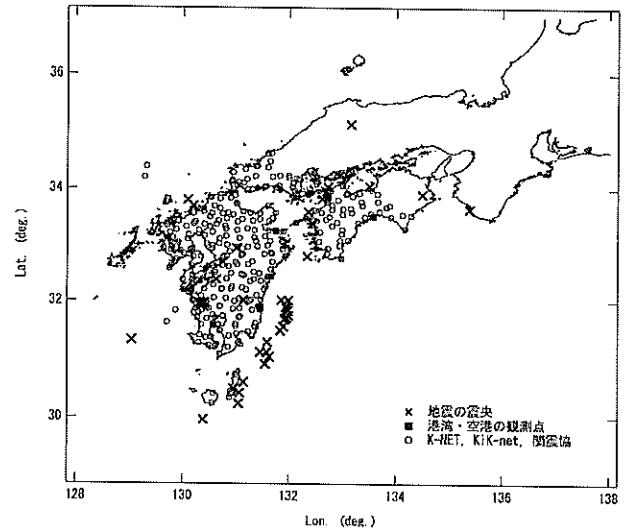 36
34
32
30
Lat. (deg.)
× 地震の震央
■ 港湾・空港の観測点
○ K-NET, KiK-net, 関震協
128
130
132
134
136
138
Lon. (deg.)